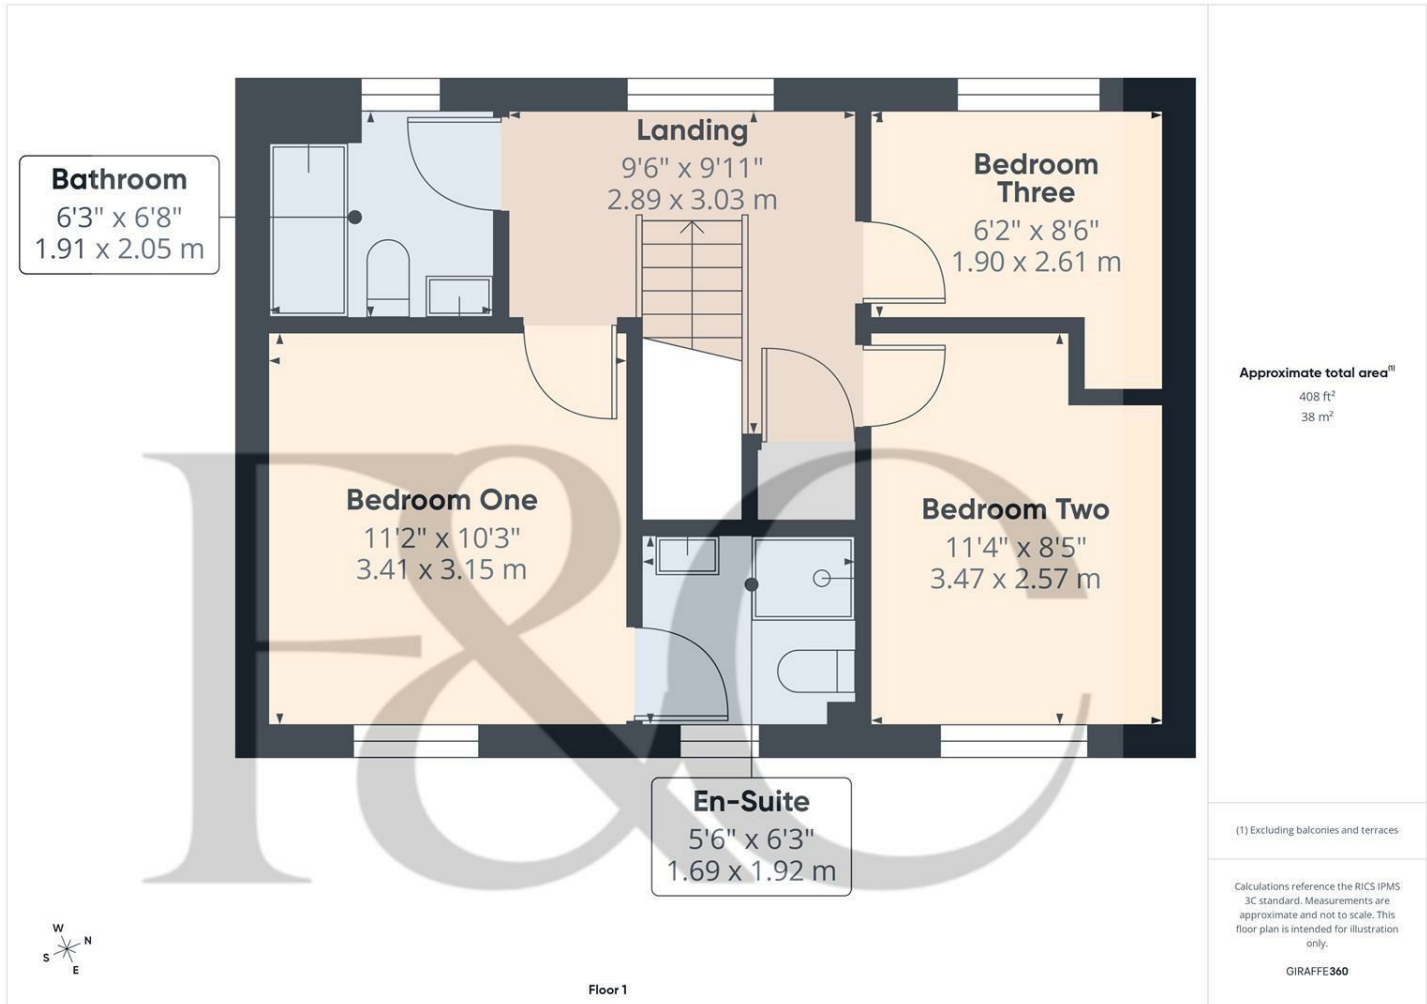 Landing
9'6" x 9'11"
2.89 x 3.03 m
Bedroom
Three
6'2" x 8'6"
1.90 x 2.61 m
Bathroom
6'3" x 6'8"
1.91 x 2.05 m
Bedroom One
11'2" x 10'3"
3.41 x 3.15 m
Bedroom Two
11'4" x 8'5"
3.47 x 2.57 m
En-Suite
5'6" x 6'3"
1.69 x 1.92 m
F&C
W
N
S
E
Floor 1
Approximate total area(1)
408 ft²
38 m²
(1) Excluding balconies and terraces
Calculations reference the RICS IPMS
3C standard. Measurements are
approximate and not to scale. This
floor plan is intended for illustration
only.
GIRAFFE360